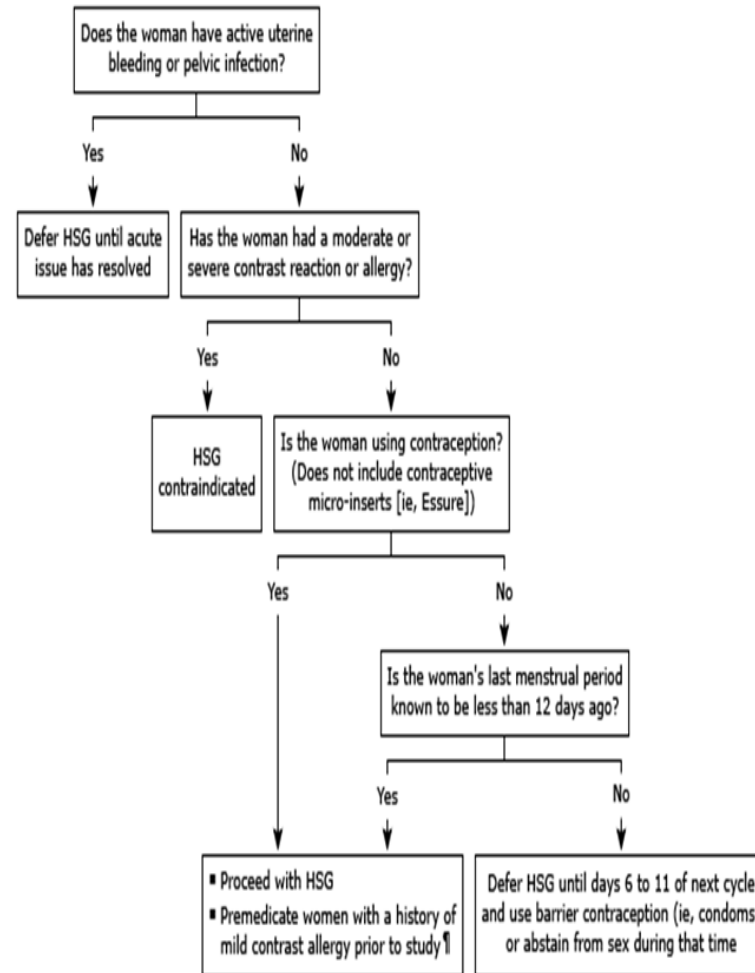 Does the woman have active uterine
bleeding or pelvic infection?
Yes
No
Defer HSG until acute
issue has resolved
Has the woman had a moderate or
severe contrast reaction or allergy?
Yes
No
HSG
contraindicated
Is the woman using contraception?
(Does not include contraceptive
micro-inserts [ie, Essure])
Yes
No
Is the woman's last menstrual period
known to be less than 12 days ago?
Yes
No
▪ Proceed with HSG
▪ Premedicate women with a history of
mild contrast allergy prior to study¶
Defer HSG until days 6 to 11 of next cycle
and use barrier contraception (ie, condoms
or abstain from sex during that time